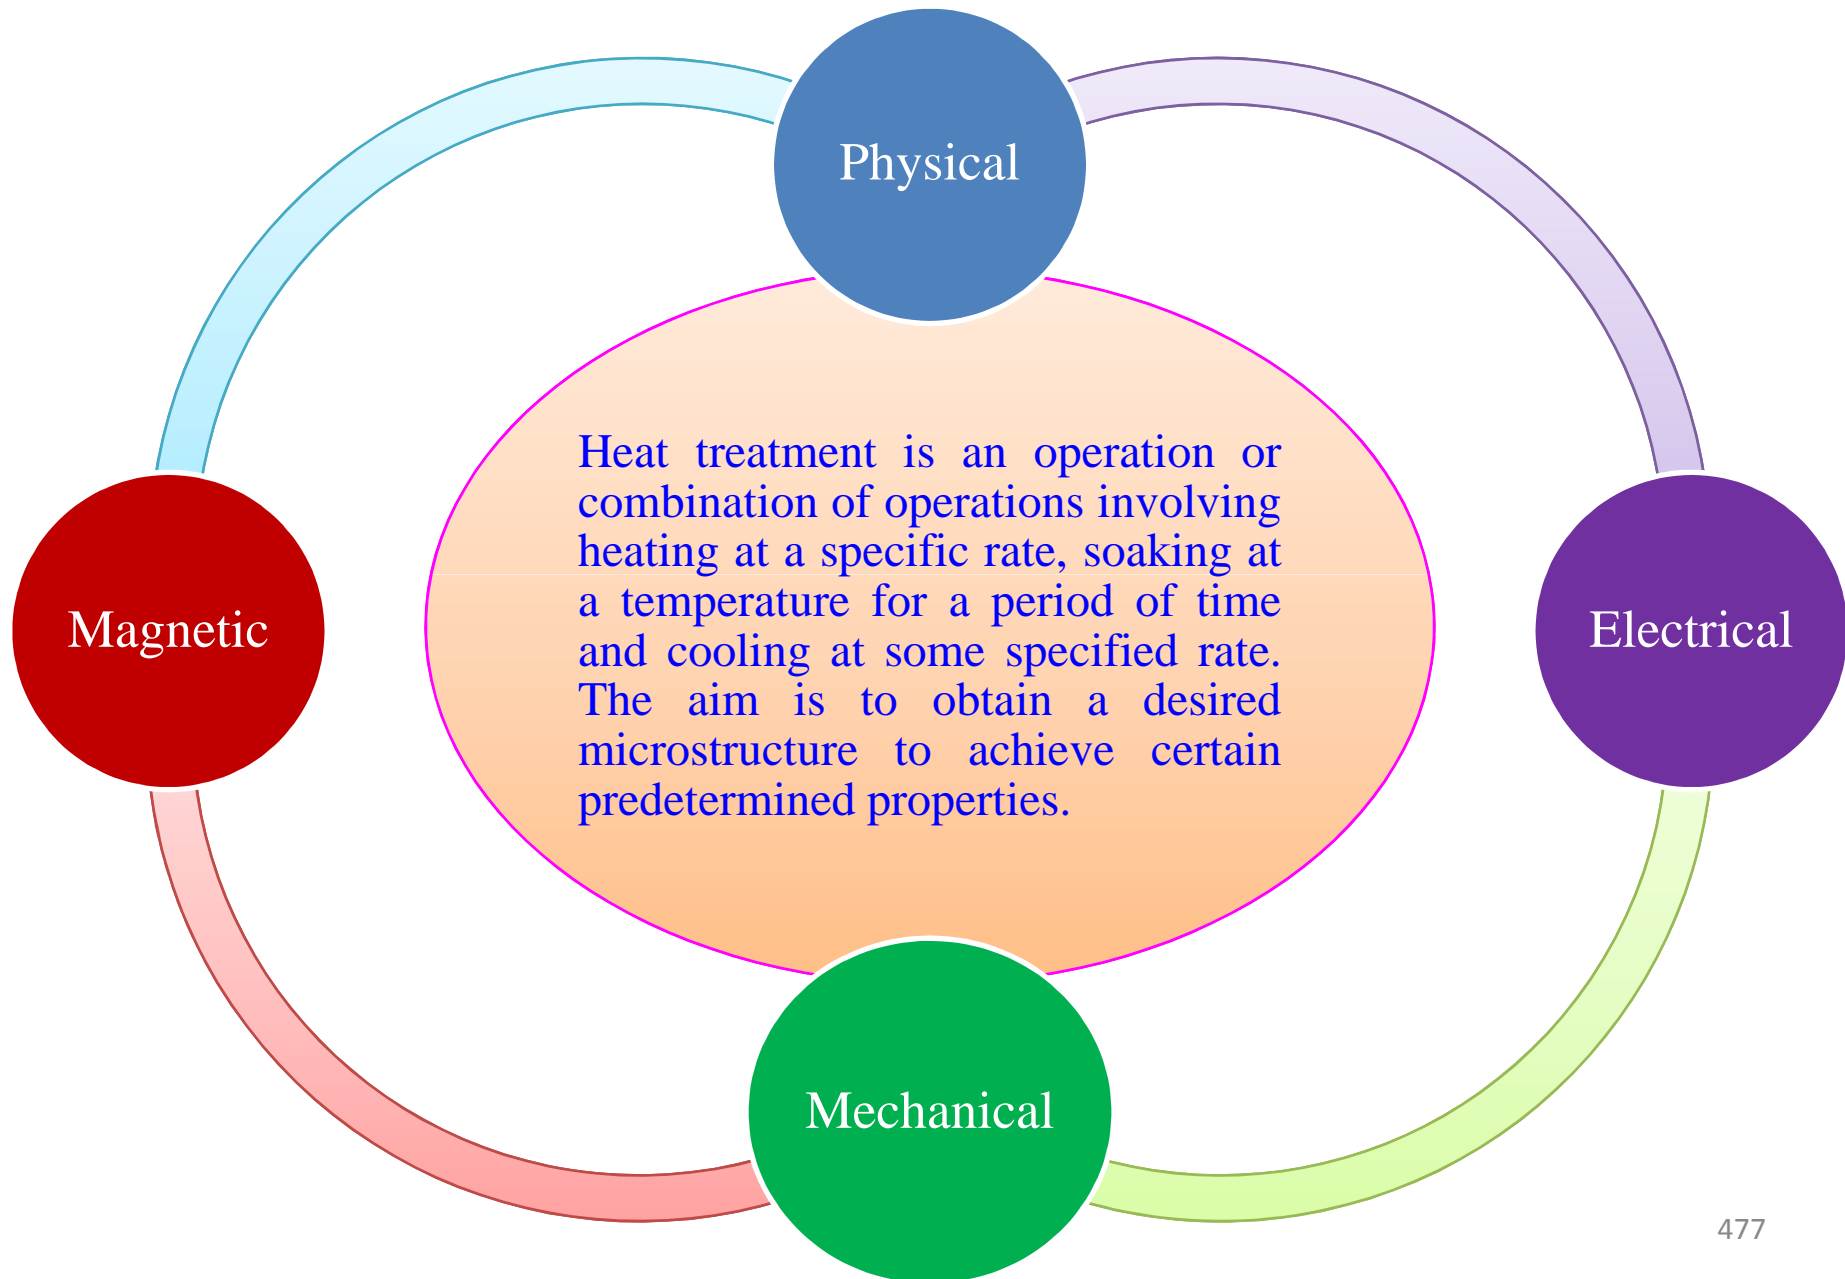 Physical
Heat treatment is an operation or
combination of operations involving
heating at a specific rate, soaking at
a temperature for a period of time
and cooling at some specified rate.
The aim is to obtain a desired
microstructure to achieve certain
predetermined properties.
Magnetic
Electrical
Mechanical
477